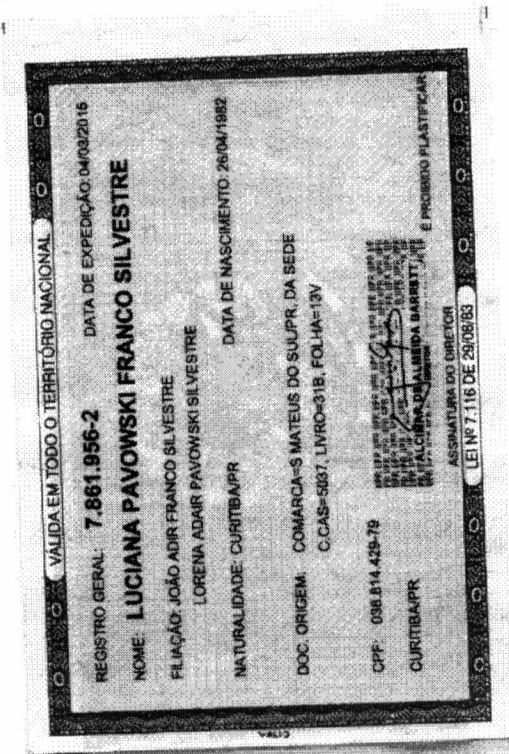 VÁLIDA EM TODO O TERRITÓRIO NACIONAL
REGISTRO GERAL: 7.861.956-2 DATA DE EXPEDIÇÃO: 04/03/2015
NOME: LUCIANA PAVOWSKI FRANCO SILVESTRE
FILIAÇÃO: JOÃO ADIR FRANCO SILVESTRE
LORENA ADAIR PAVOWSKI SILVESTRE
NATURALIDADE: CURITIBA/PR DATA DE NASCIMENTO: 26/04/1982
DOC. ORIGEM: COMARCA=S MATEUS DO SUL/PR, DA SEDE
C.CAS=5037, LIVRO=31B, FOLHA=13V
CPF: 036.814.429-79
CURITIBA/PR
ASSINATURA DO DIRETOR
É PROIBIDO PLASTIFICAR
LEI Nº 7.116 DE 29/08/83